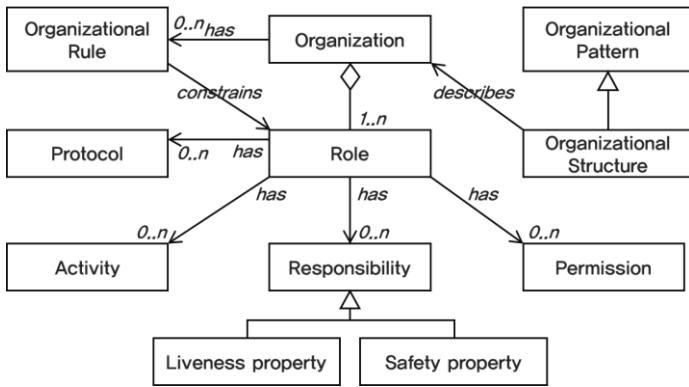 Organizational
Rule
0..n
has
Organization
Organizational
Pattern
constrains
describes
1..n
Protocol
0..n
has
Role
Organizational
Structure
has
has
has
0..n
0..n
0..n
Activity
Responsibility
Permission
Liveness property
Safety property